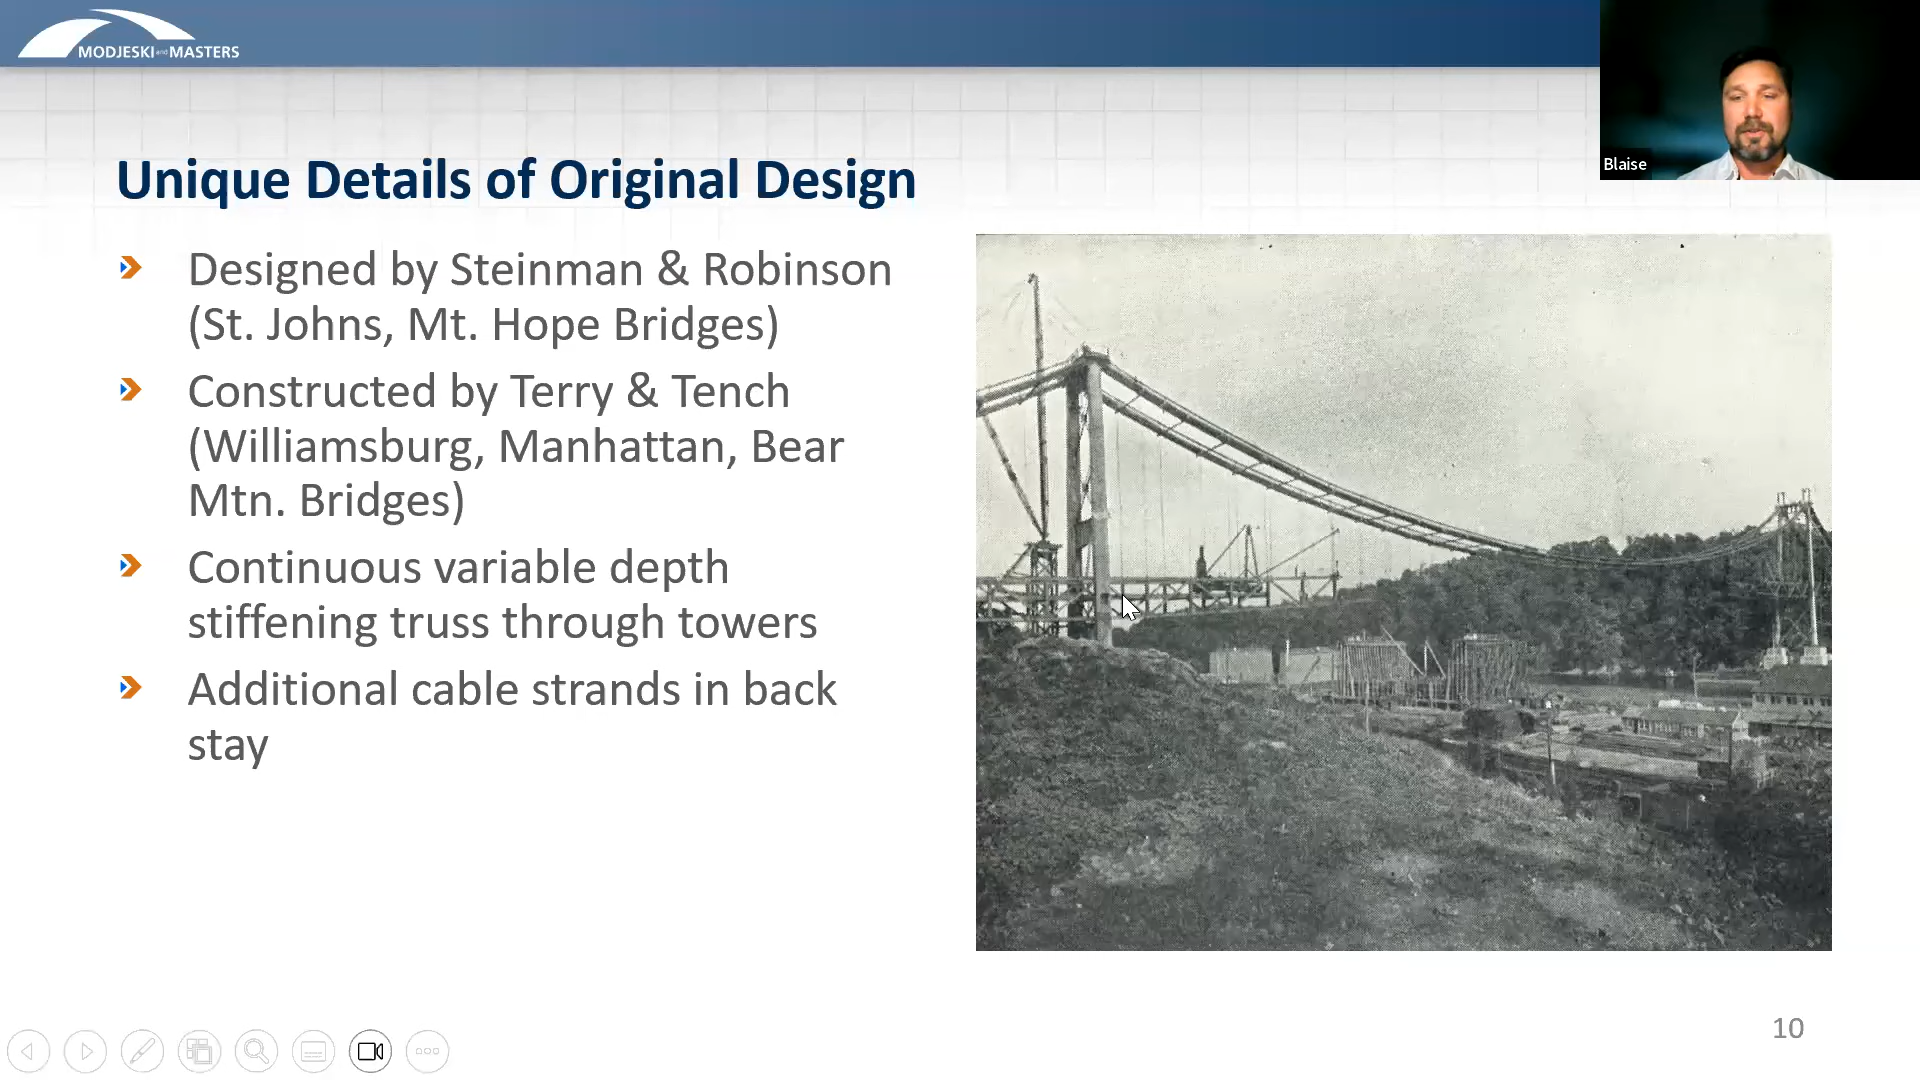 MODJESKI and MASTERS
Blaise
Unique Details of Original Design
Designed by Steinman & Robinson
(St. Johns, Mt. Hope Bridges)
Constructed by Terry & Tench
(Williamsburg, Manhattan, Bear
Mtn. Bridges)
Continuous variable depth
stiffening truss through towers
Additional cable strands in back
stay
10